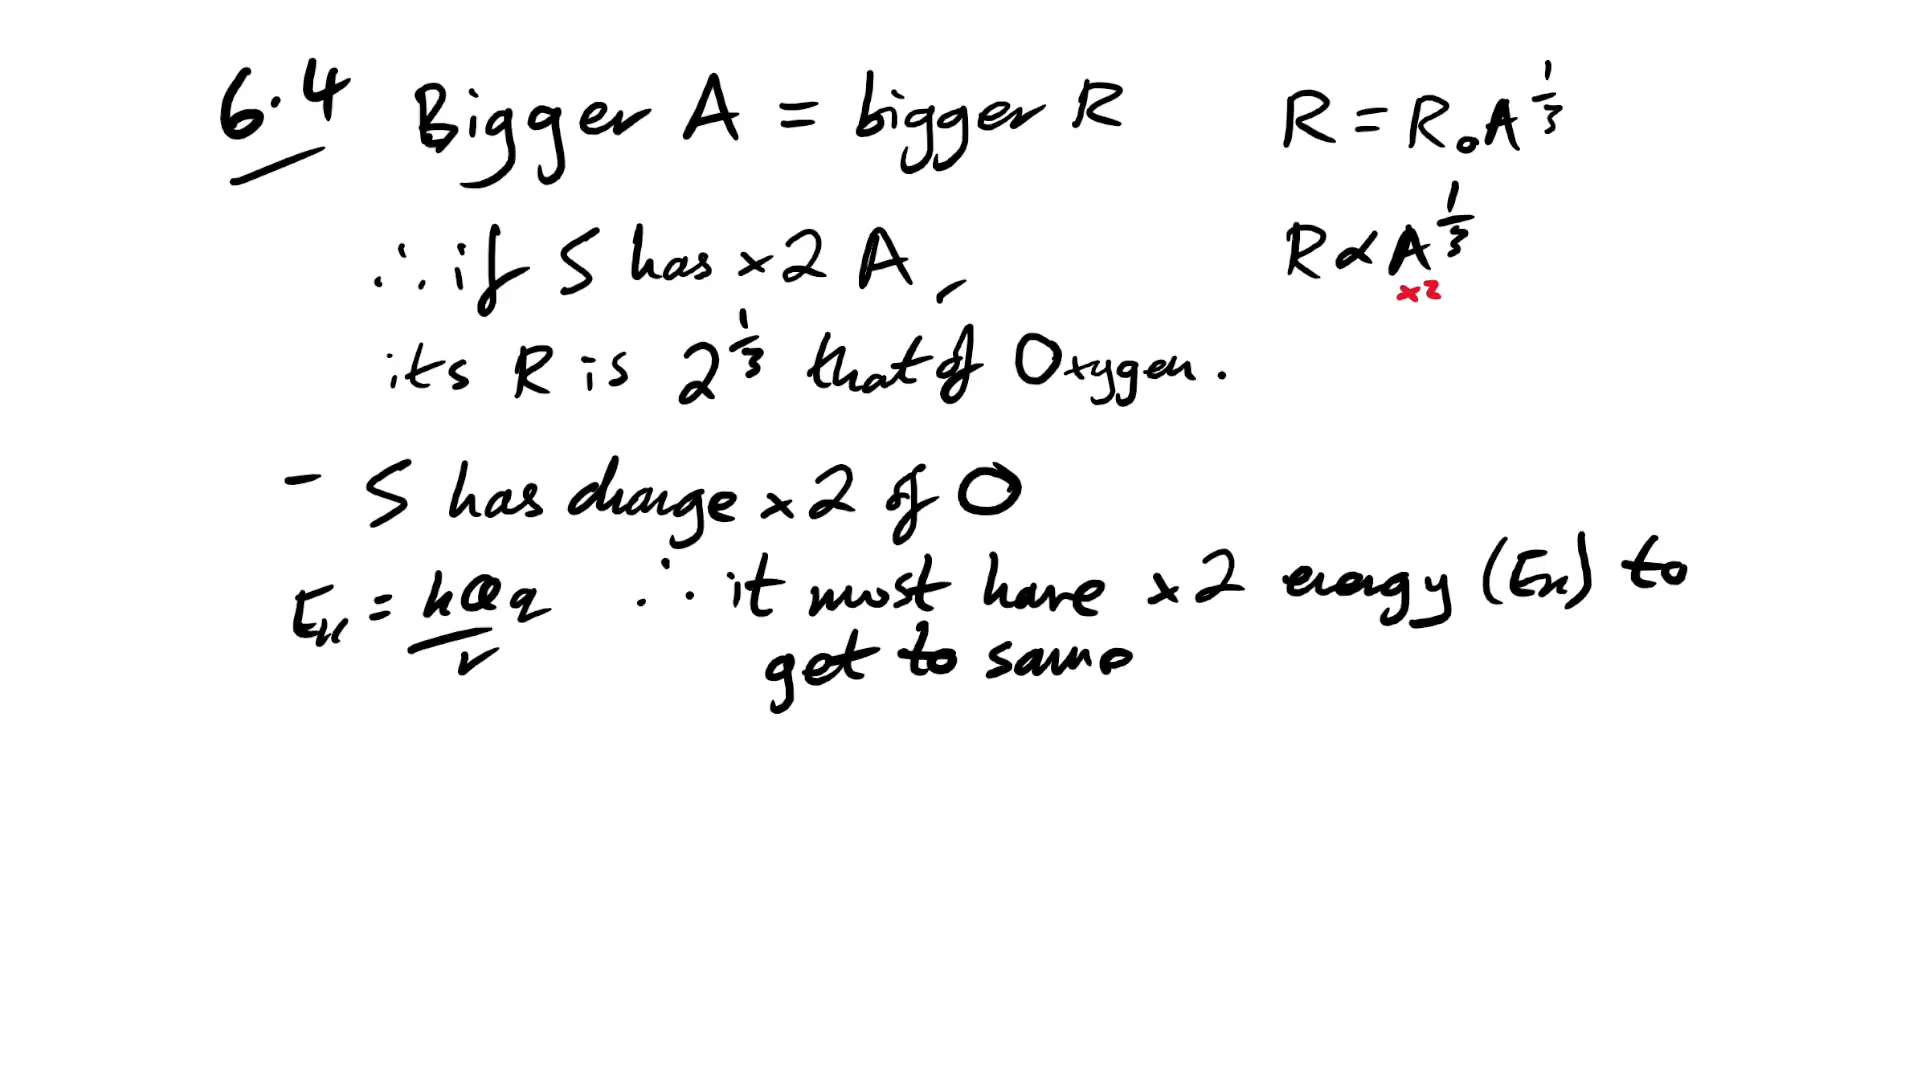 6.4 Bigger A = bigger R R = R₀A^⅓
∴ if S has ×2 A, R ∝ A^⅓
×2
its R is 2^⅓ that of Oxygen.
- S has charge ×2 of O
Eₖ = kQq/r ∴ it must have ×2 energy (Eₖ) to
get to same